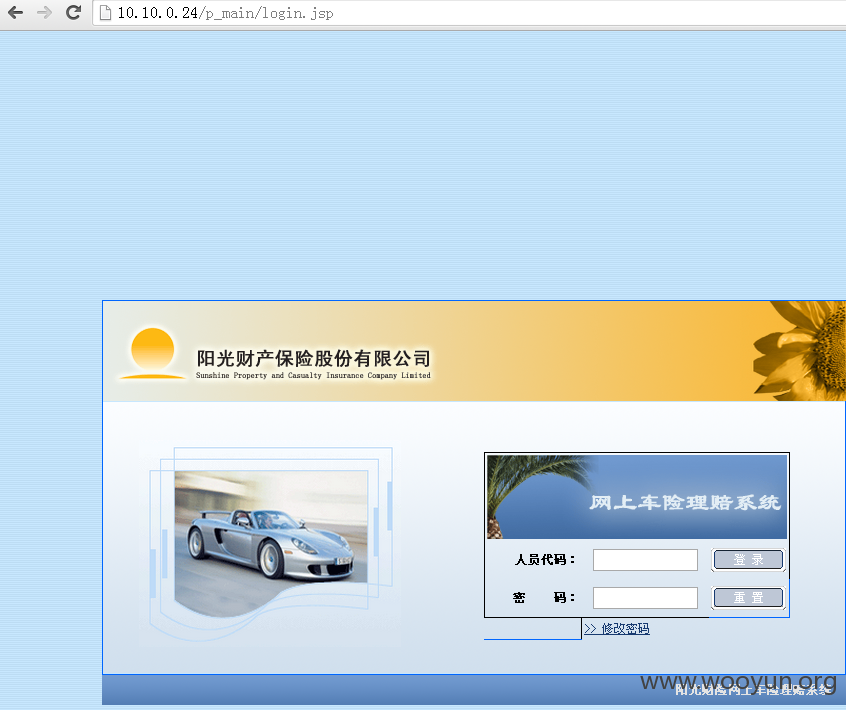 10.10.0.24/p_main/login.jsp
阳光财产保险股份有限公司
Sunshine Property and Casualty Insurance Company Limited
网上车险理赔系统
人员代码：
登 录
密 码：
重 置
>> 修改密码
www.wooyun.org
阳光财险网上车险理赔系统